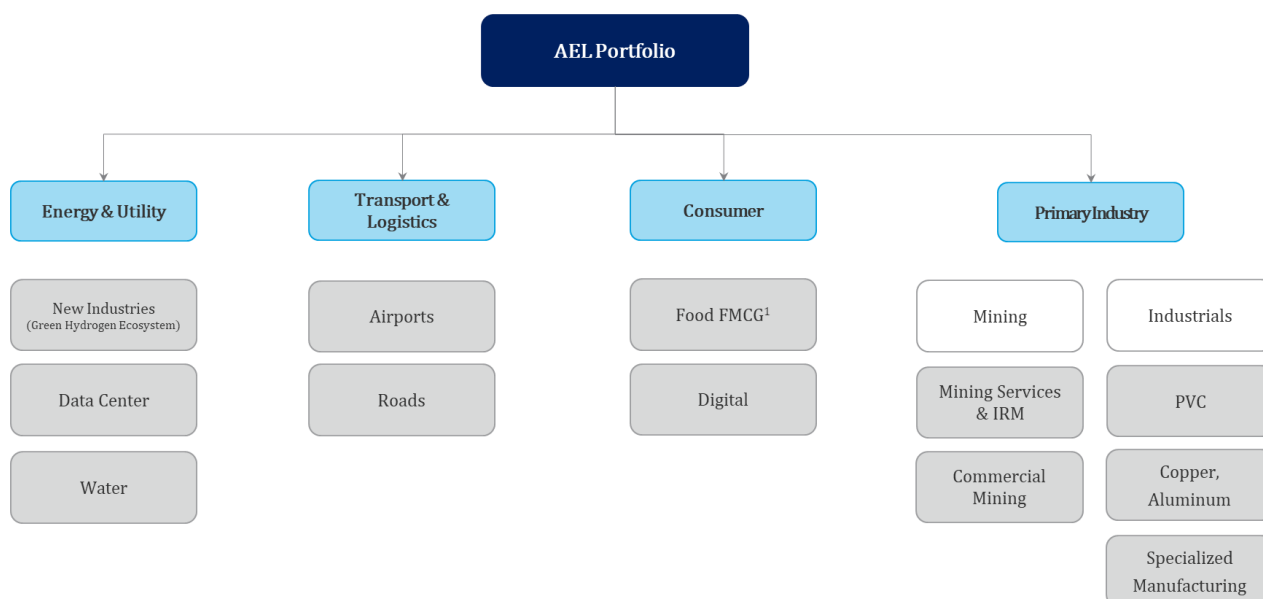 AEL Portfolio
Energy & Utility
Transport &
Logistics
Consumer
Primary Industry
New Industries
(Green Hydrogen Ecosystem)
Data Center
Water
Airports
Roads
Food FMCG¹
Digital
Mining
Mining Services
& IRM
Commercial
Mining
Industrials
PVC
Copper,
Aluminum
Specialized
Manufacturing